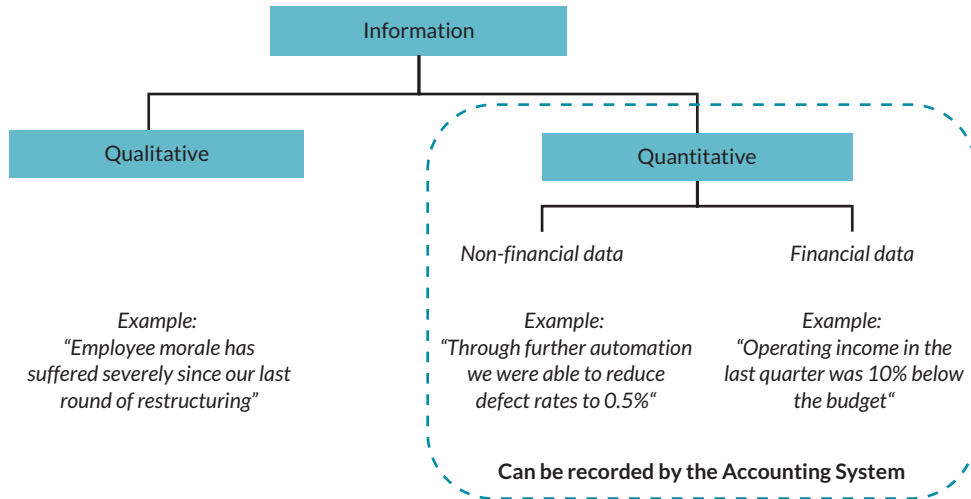 Information
Qualitative
Quantitative
Non-financial data
Financial data
Example:
“Employee morale has
suffered severely since our last
round of restructuring”
Example:
“Through further automation
we were able to reduce
defect rates to 0.5%“
Example:
“Operating income in the
last quarter was 10% below
the budget“
Can be recorded by the Accounting System